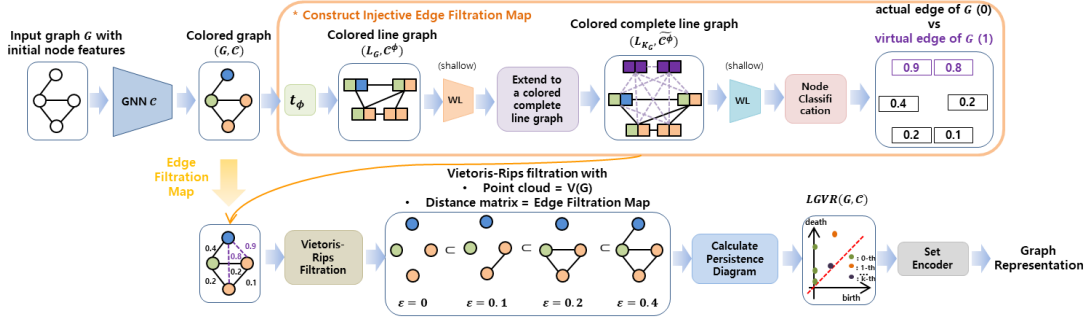 Input graph G with
initial node features
GNN C
Colored graph
(G, C)
* Construct Injective Edge Filtration Map
t_ϕ
Colored line graph
(L_G, C^ϕ)
(shallow)
WL
Extend to
a colored
complete
line graph
Colored complete line graph
(L_{K_G}, \widetilde{C^ϕ})
(shallow)
WL
Node
Classifi
cation
actual edge of G (0)
vs
virtual edge of G (1)
0.9 0.8
0.4 0.2
0.2 0.1
Edge
Filtration
Map
0.4
0.9
0.8
0.2
0.2
0.1
Vietoris-
Rips
Filtration
Vietoris-Rips filtration with
• Point cloud = V(G)
• Distance matrix = Edge Filtration Map
⊂ ⊂ ⊂
ε = 0 ε = 0.1 ε = 0.2 ε = 0.4
Calculate
Persistence
Diagram
LGVR(G, C)
death
: 0-th
: 1-th
: k-th
birth
Set
Encoder
Graph
Representation